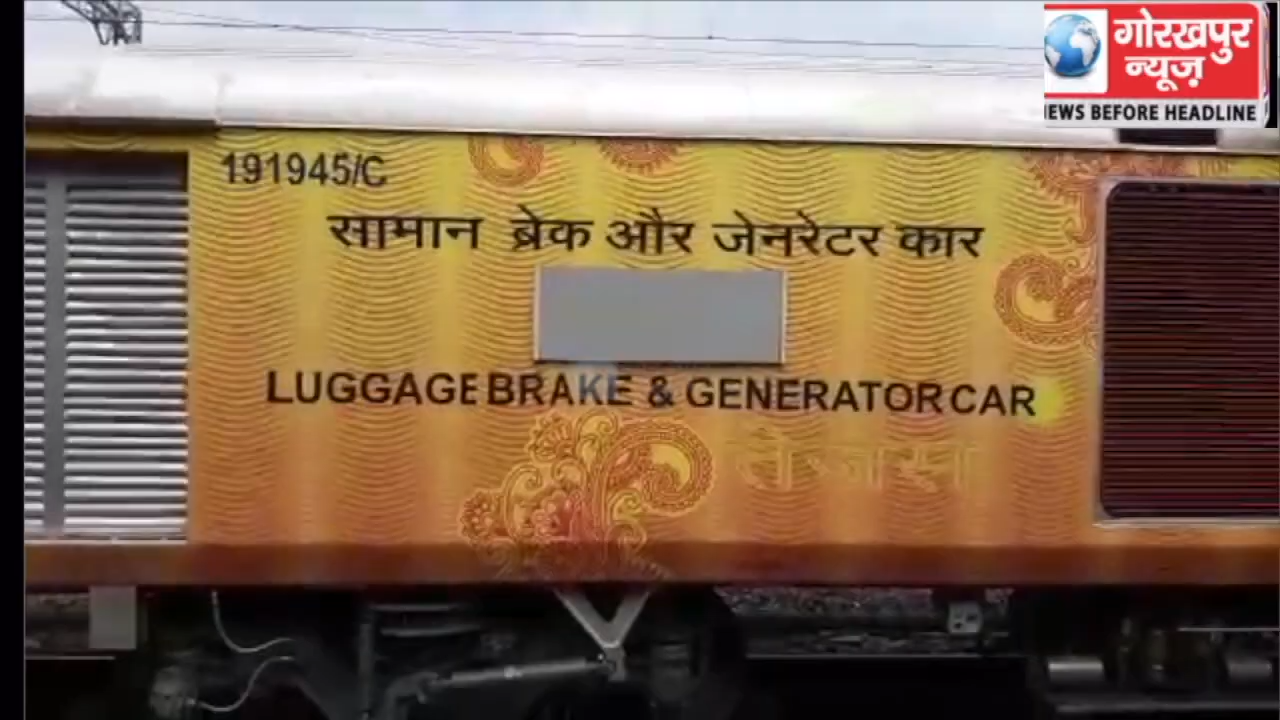 गोरखपुर
न्यूज़
NEWS BEFORE HEADLINE
191945/C
सामान ब्रेक और जेनरेटर कार
LUGGAGE BRAKE & GENERATOR CAR